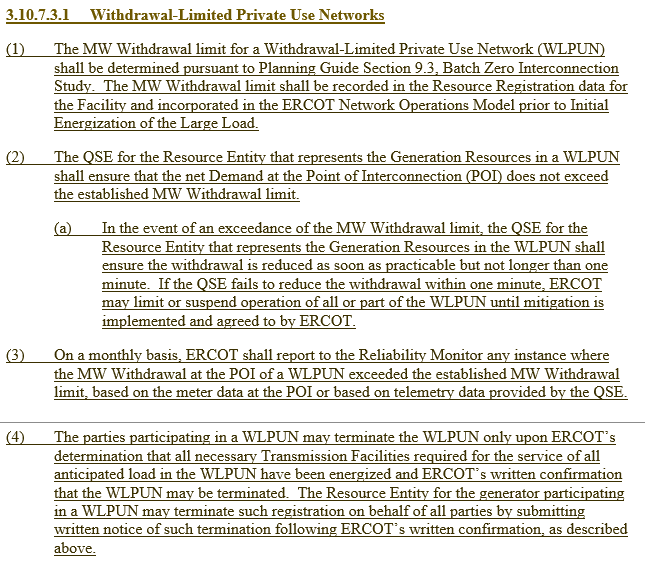 3.10.7.3.1 Withdrawal-Limited Private Use Networks
(1) The MW Withdrawal limit for a Withdrawal-Limited Private Use Network (WLPUN)
shall be determined pursuant to Planning Guide Section 9.3, Batch Zero Interconnection
Study. The MW Withdrawal limit shall be recorded in the Resource Registration data for
the Facility and incorporated in the ERCOT Network Operations Model prior to Initial
Energization of the Large Load.
(2) The QSE for the Resource Entity that represents the Generation Resources in a WLPUN
shall ensure that the net Demand at the Point of Interconnection (POI) does not exceed
the established MW Withdrawal limit.
(a) In the event of an exceedance of the MW Withdrawal limit, the QSE for the
Resource Entity that represents the Generation Resources in the WLPUN shall
ensure the withdrawal is reduced as soon as practicable but not longer than one
minute. If the QSE fails to reduce the withdrawal within one minute, ERCOT
may limit or suspend operation of all or part of the WLPUN until mitigation is
implemented and agreed to by ERCOT.
(3) On a monthly basis, ERCOT shall report to the Reliability Monitor any instance where
the MW Withdrawal at the POI of a WLPUN exceeded the established MW Withdrawal
limit, based on the meter data at the POI or based on telemetry data provided by the QSE.
(4) The parties participating in a WLPUN may terminate the WLPUN only upon ERCOT's
determination that all necessary Transmission Facilities required for the service of all
anticipated load in the WLPUN have been energized and ERCOT's written confirmation
that the WLPUN may be terminated. The Resource Entity for the generator participating
in a WLPUN may terminate such registration on behalf of all parties by submitting
written notice of such termination following ERCOT's written confirmation, as described
above.